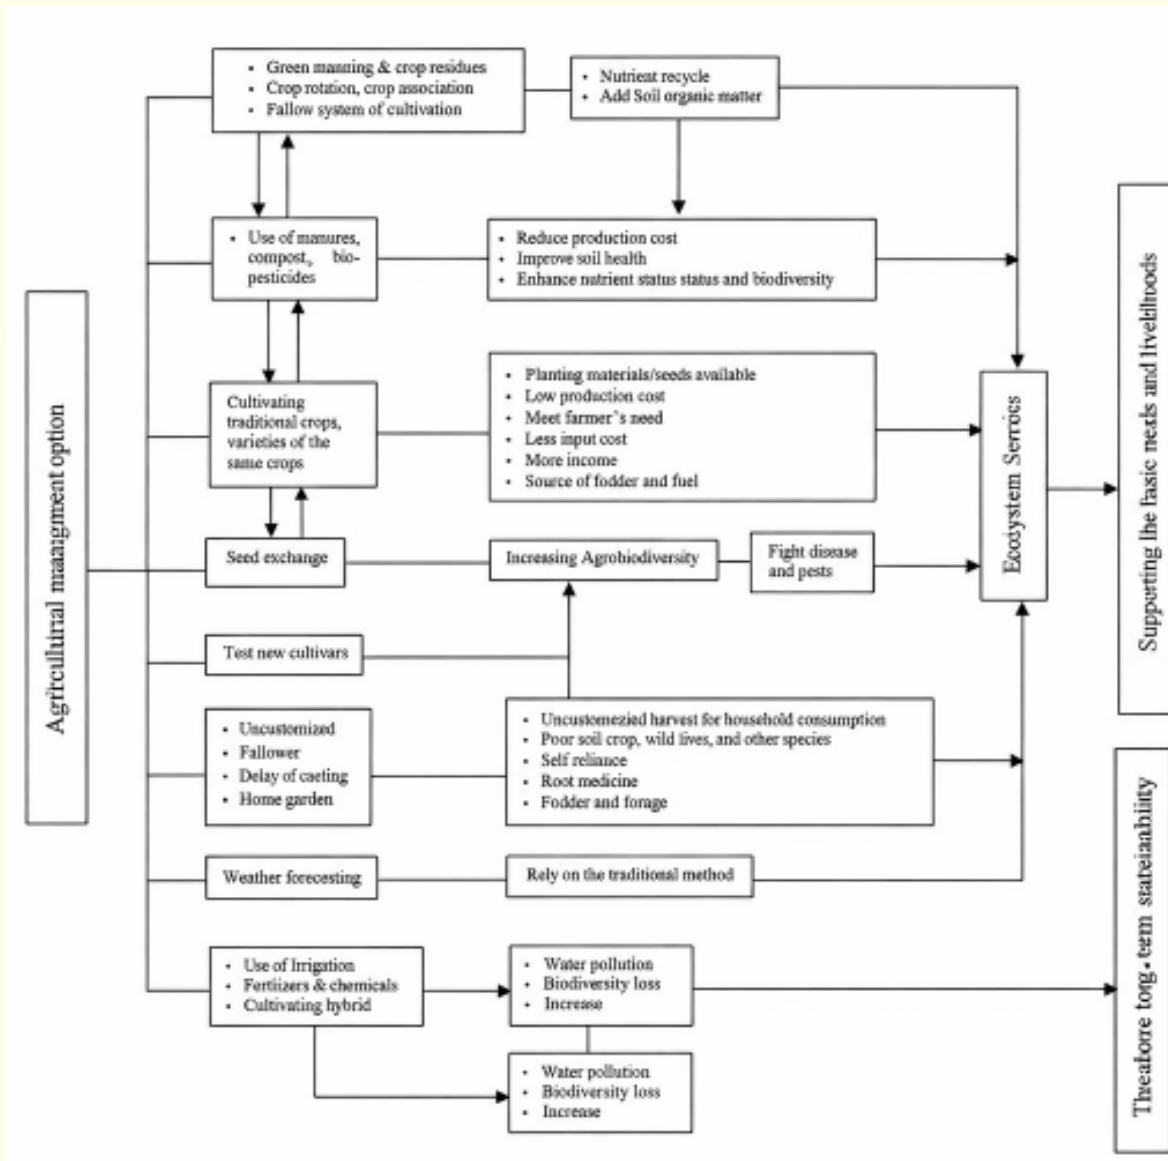 Green manning & crop residues
Crop rotation, crop association
Fallow system of cultivation
Nutrient recycle
Add Soil organic matter
Use of manures,
compost, bio-
pesticides
Reduce production cost
Improve soil health
Enhance nutrient status status and biodiversity
Cultivating
traditional crops,
varieties of the
same crops
Planting materials/seeds available
Low production cost
Meet farmer"s need
Less input cost
More income
Source of fodder and fuel
Seed exchange
Increasing Agrobiodiversity
Fight disease
and pests
Test new cultivars
Uncustomized
Fallower
Delay of caeting
Home garden
Uncustomezied harvest for household consumption
Poor soil crop, wild lives, and other species
Self reliance
Root medicine
Fodder and forage
Weather forecesting
Rely on the traditional method
Use of Irrigation
Fertiizers & chemicals
Cultivating hybrid
Water pollution
Biodiversity loss
Increase
Water pollution
Biodiversity loss
Increase
option
Ecosystem
Supporting the basic and